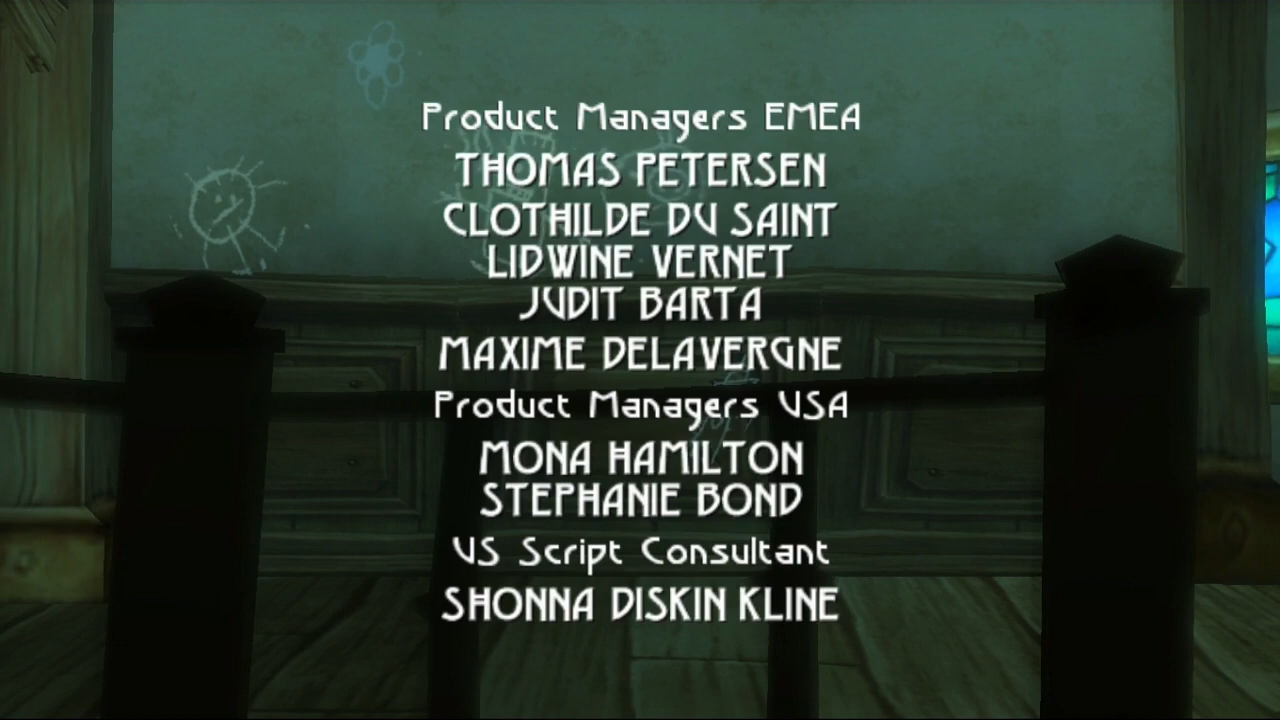 Product Managers EMEA
THOMAS PETERSEN
CLOTHILDE DU SAINT
LIDWINE VERNET
JUDIT BARTA
MAXIME DELAVERGNE
Product Managers USA
MONA HAMILTON
STEPHANIE BOND
US Script Consultant
SHONNA DISKIN KLINE